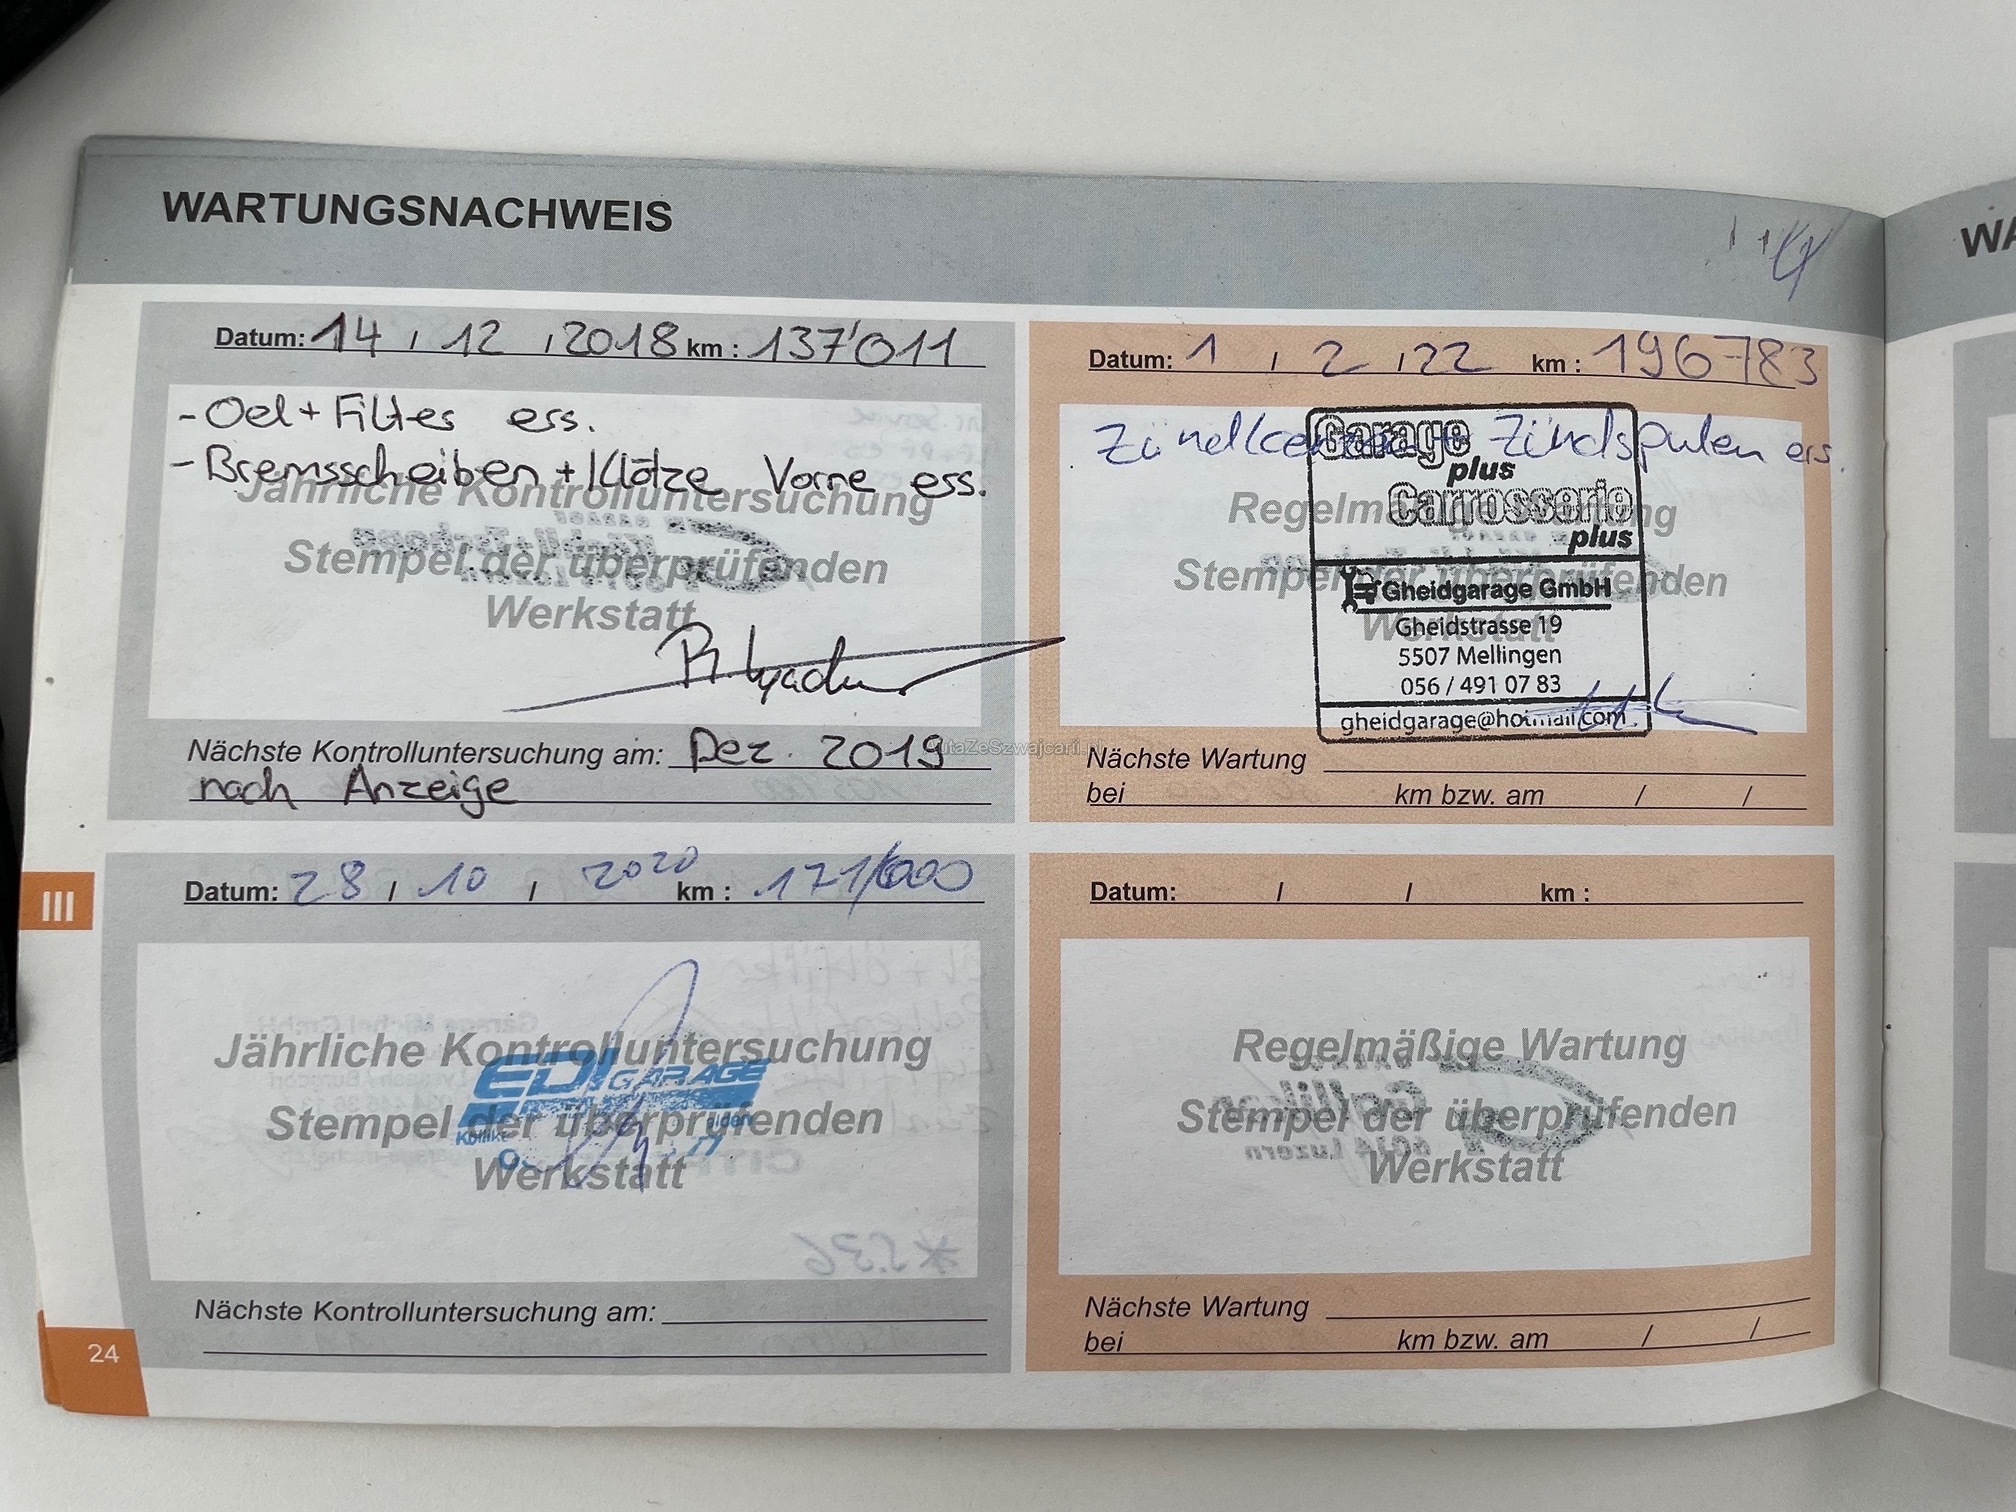 WARTUNGSNACHWEIS
WA
Datum: 14 / 12 / 2018 km : 137'011
- Oel + Filter ers.
- Bremsscheiben + Klötze Vorne ers.
Jährliche Kontrolluntersuchung
Stempel der überprüfenden
Werkstatt
Nächste Kontrolluntersuchung am: Dez. 2019
nach Anzeige
Datum: 1 / 2 / 22 km : 196783
Zündkerzen + Zündspulen ers.
Garage
plus
Carrosserie
plus
Regelmäßige Wartung
Stempel der überprüfenden
Werkstatt
Gheidgarage GmbH
Gheidstrasse 19
5507 Mellingen
056 / 491 07 83
gheidgarage@hotmail.com
Nächste Wartung
bei km bzw. am / /
Datum: 28 / 10 / 2020 km : 171'000
Jährliche Kontrolluntersuchung
EDI GARAGE
Stempel der überprüfenden
Werkstatt
Nächste Kontrolluntersuchung am:
Datum: / / km :
Regelmäßige Wartung
Stempel der überprüfenden
Werkstatt
Nächste Wartung
bei km bzw. am / /
III
24